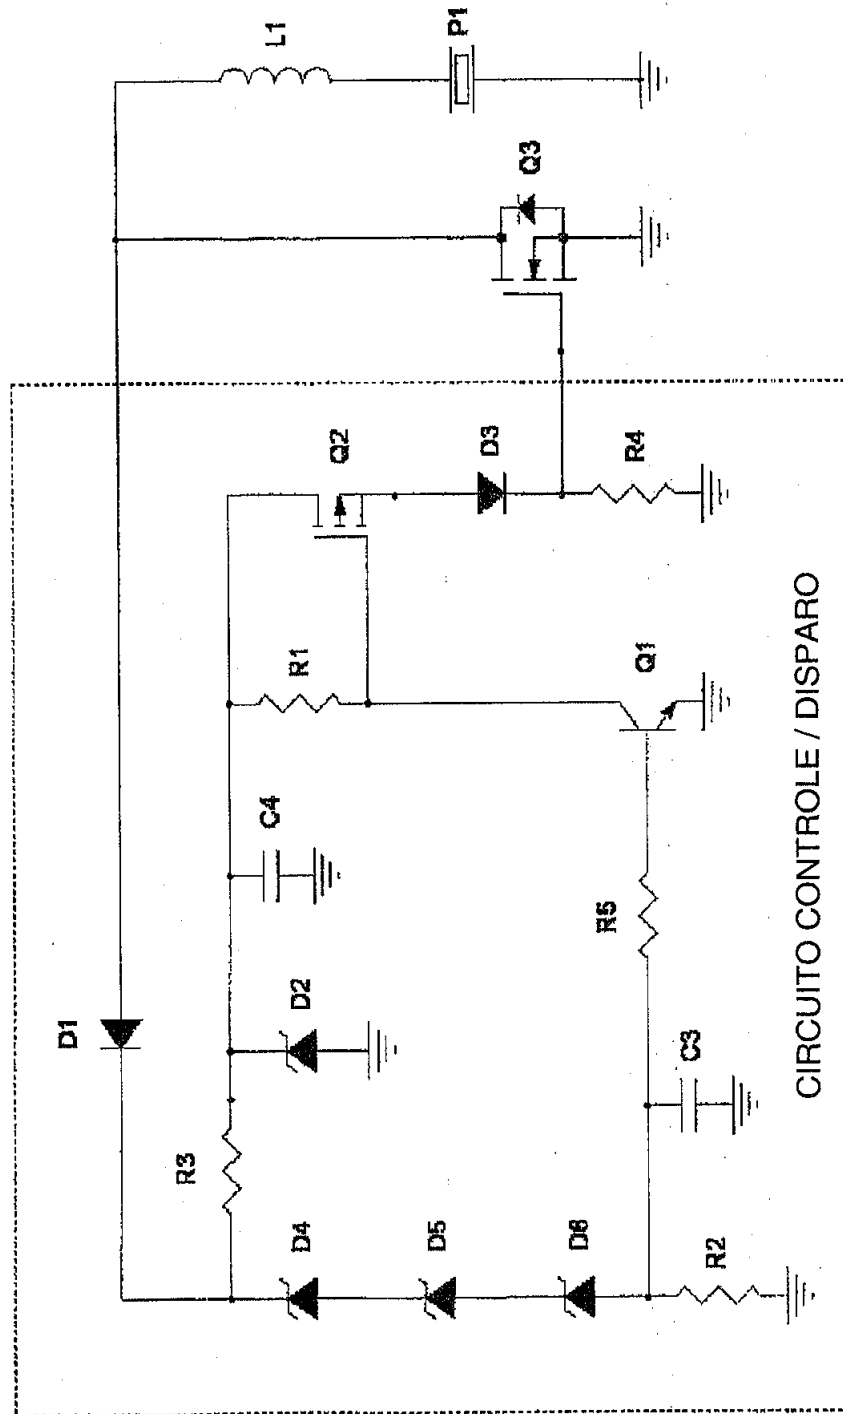 D1
R3
L1
C4
D4
D2
R1
Q2
D5
P1
D3
Q3
D6
R5
R4
Q1
C3
R2
CIRCUITO CONTROLE / DISPARO